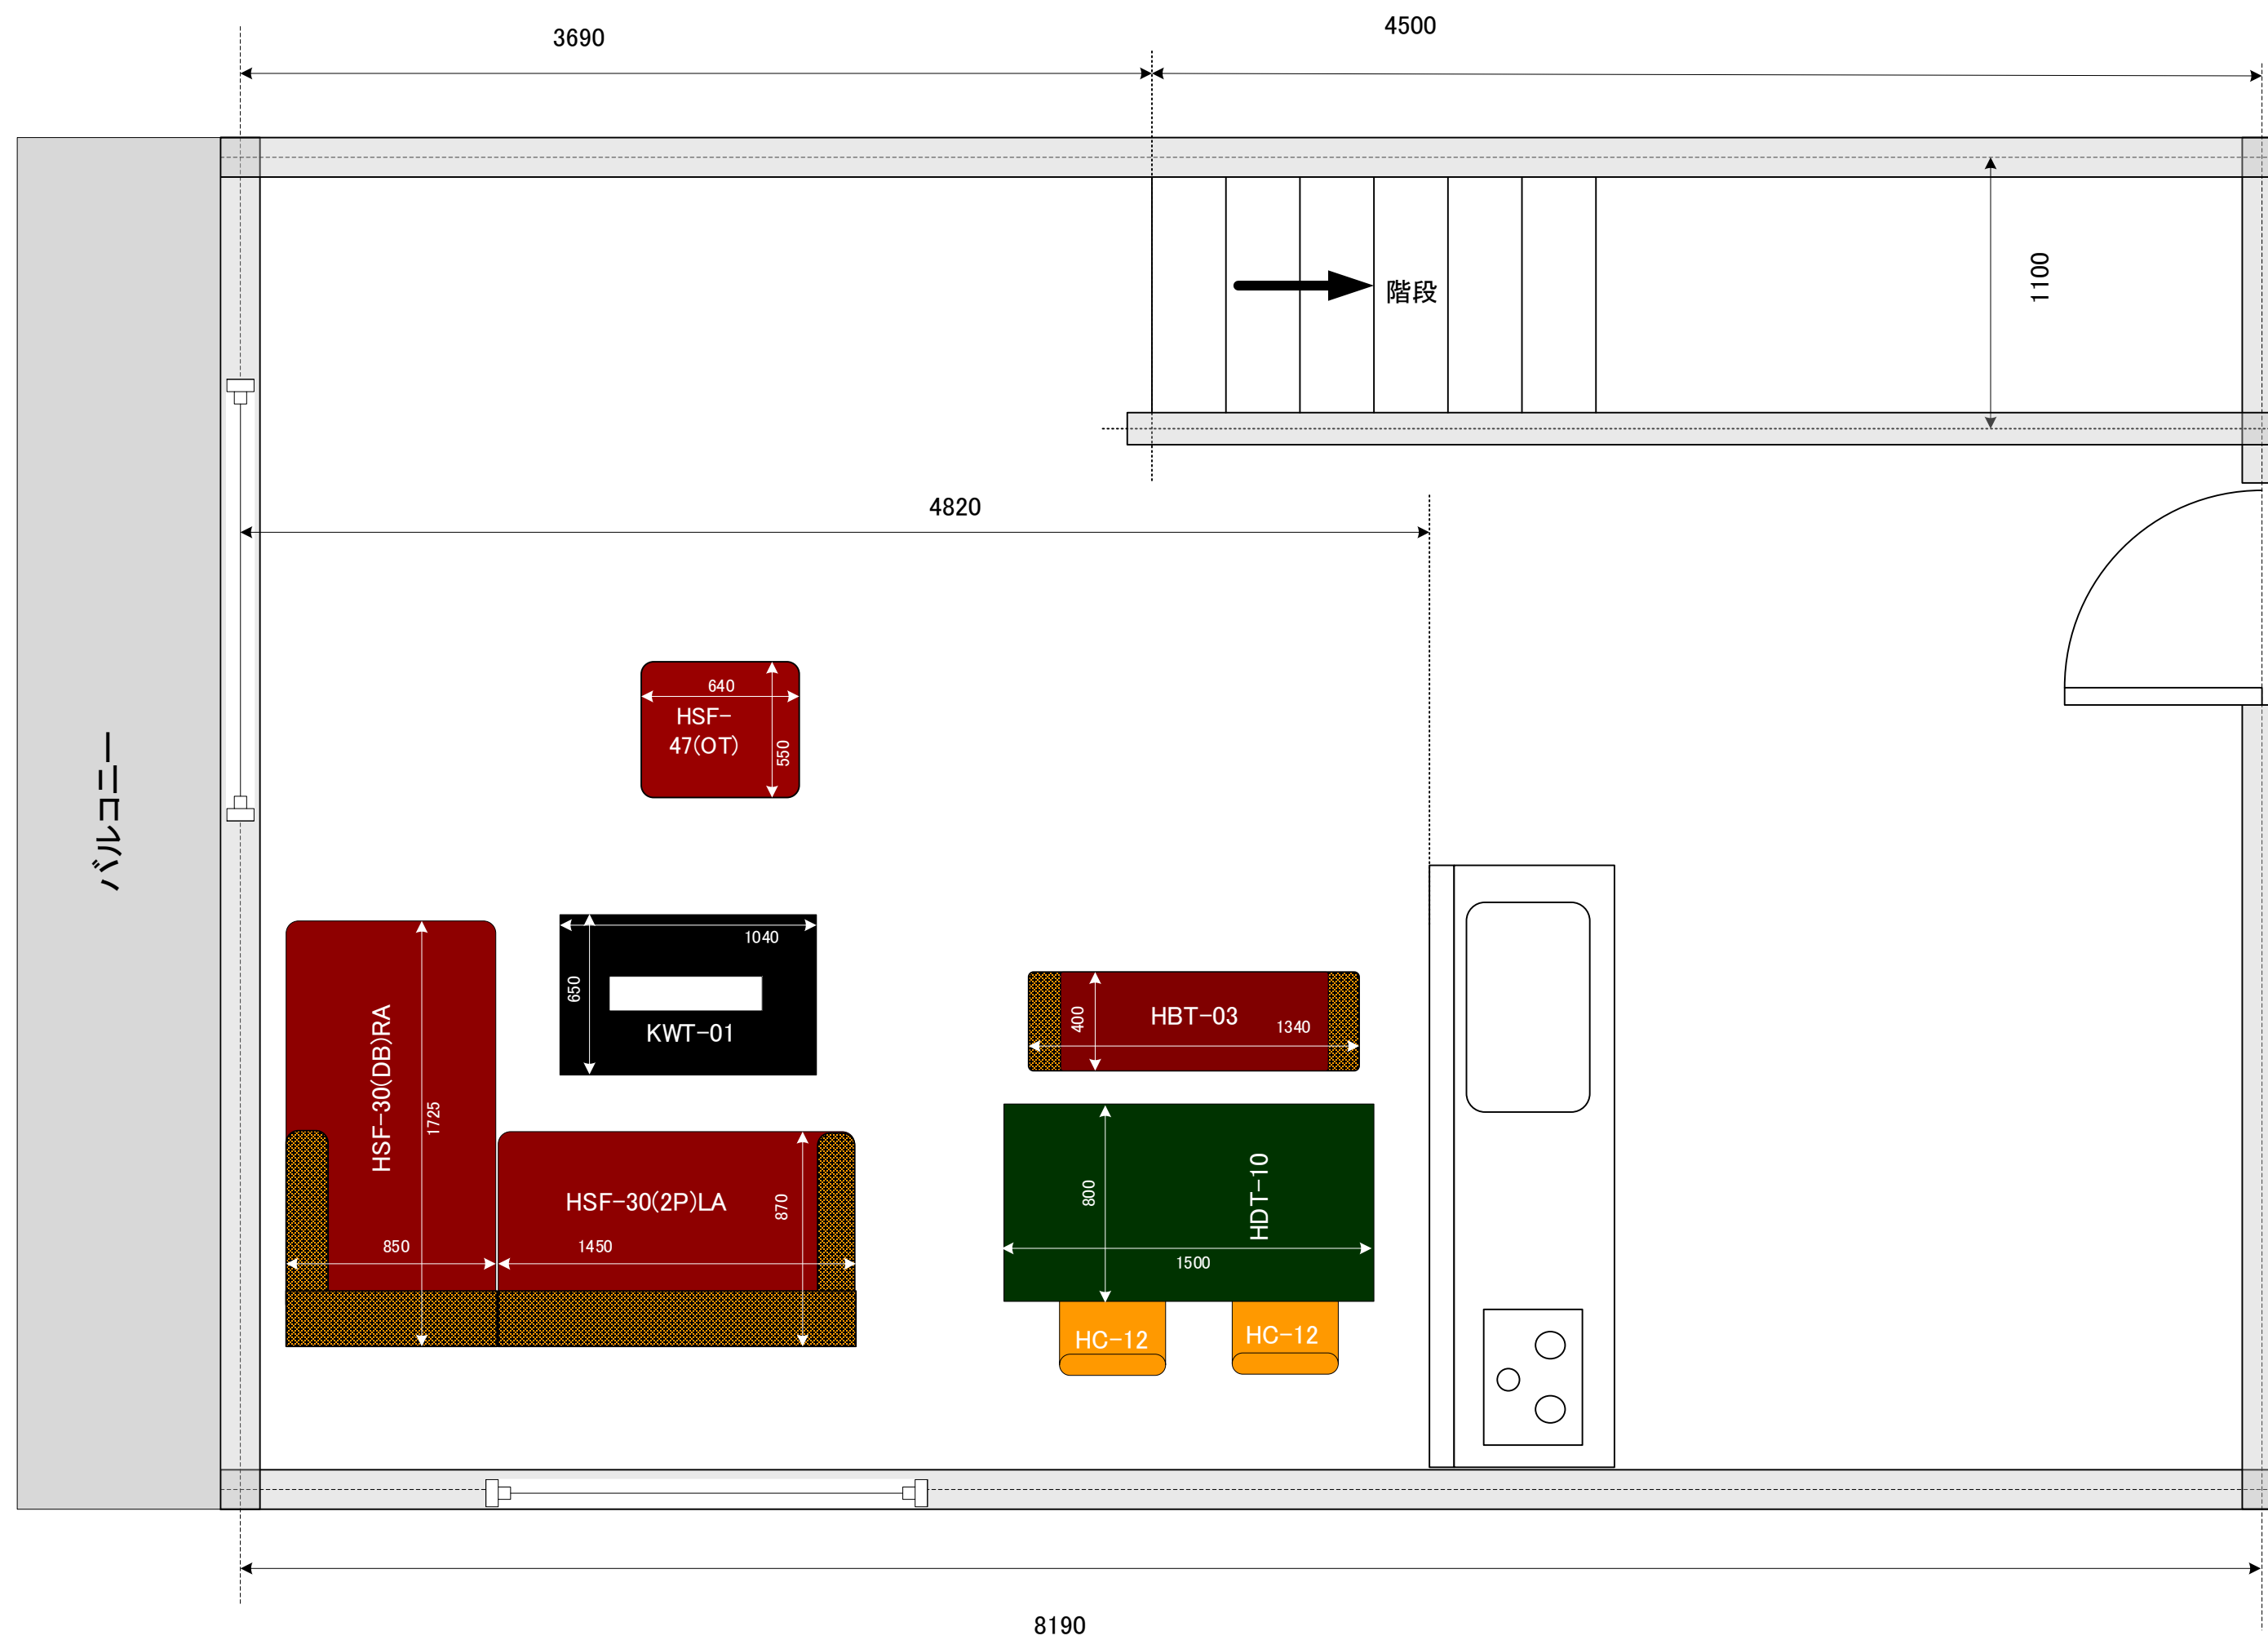 3690
4500
階段
1100
4820
640
HSF-
47(OT)
550
バルコニー
1040
650
KWT-01
HSF-30(DB)RA
1725
400
HBT-03
1340
HSF-30(2P)LA
870
850
1450
800
HDT-10
1500
HC-12
HC-12
8190